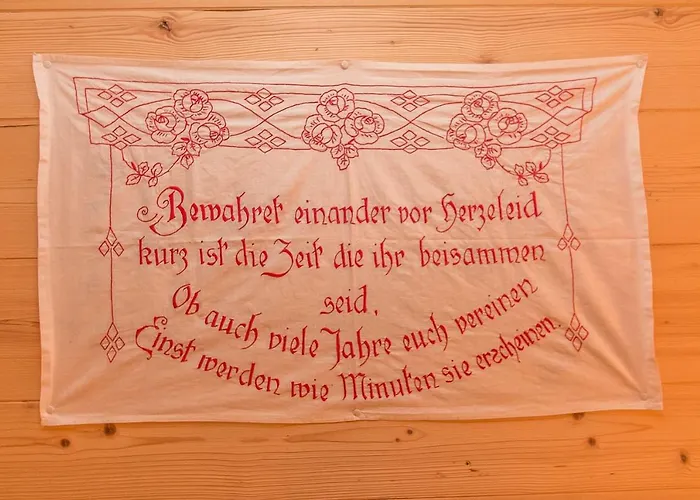 Bewahret einander vor Herzeleid
kurz ist die Zeit die ihr beisammen
seid,
Ob auch viele Jahre euch vereinen
Einst werden wie Minuten sie erscheinen.